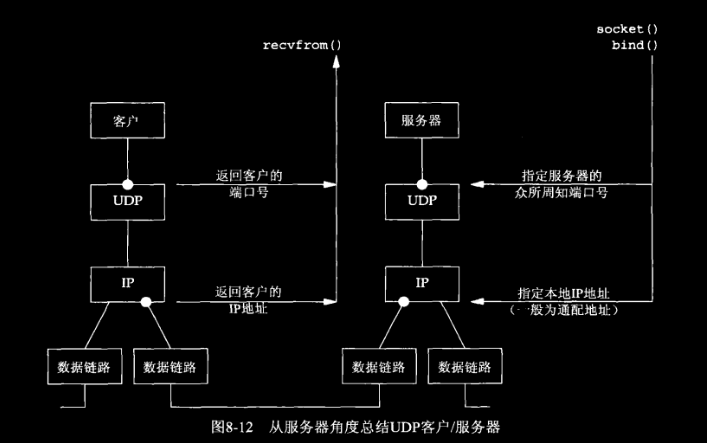 socket()
recvfrom()
bind()
客户
服务器
返回客户的
端口号
指定服务器的
众所周知端口号
UDP
UDP
IP
IP
返回客户的
IP地址
指定本地IP地址
(一般为通配地址)
数据链路
数据链路
数据链路
数据链路
图8-12 从服务器角度总结UDP客户/服务器